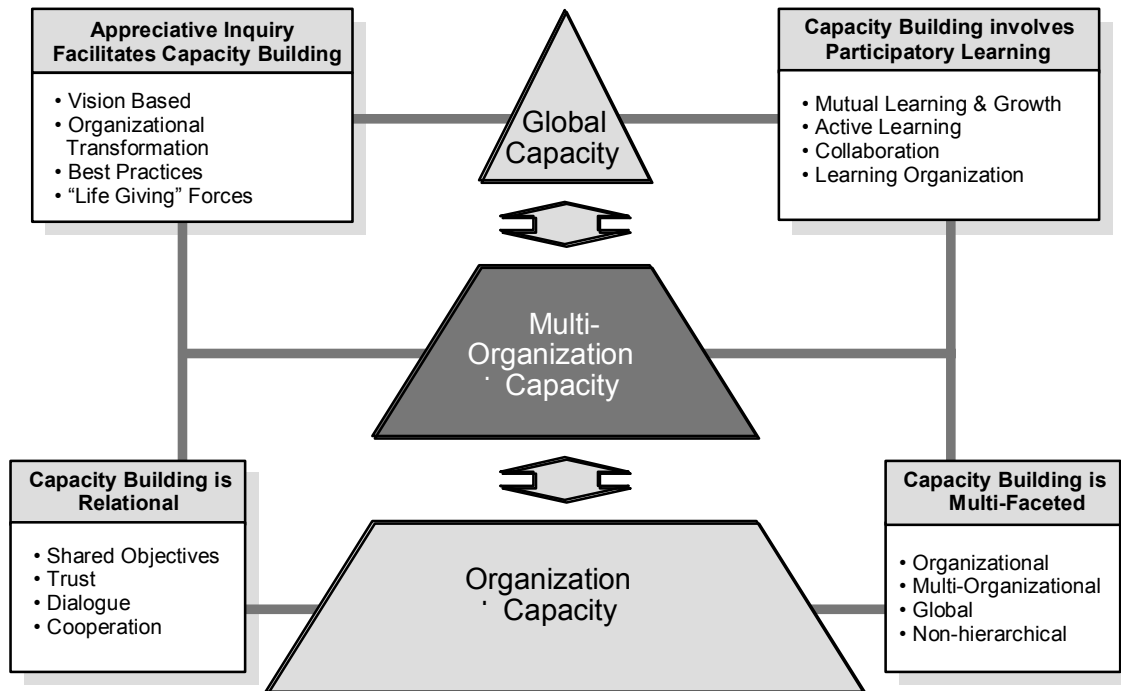 Appreciative Inquiry
Facilitates Capacity Building
• Vision Based
• Organizational
Transformation
• Best Practices
• “Life Giving” Forces
Global
Capacity
Capacity Building involves
Participatory Learning
• Mutual Learning & Growth
• Active Learning
• Collaboration
• Learning Organization
Multi-
Organization
Capacity
Capacity Building is
Relational
• Shared Objectives
• Trust
• Dialogue
• Cooperation
Organization
Capacity
Capacity Building is
Multi-Faceted
• Organizational
• Multi-Organizational
• Global
• Non-hierarchical